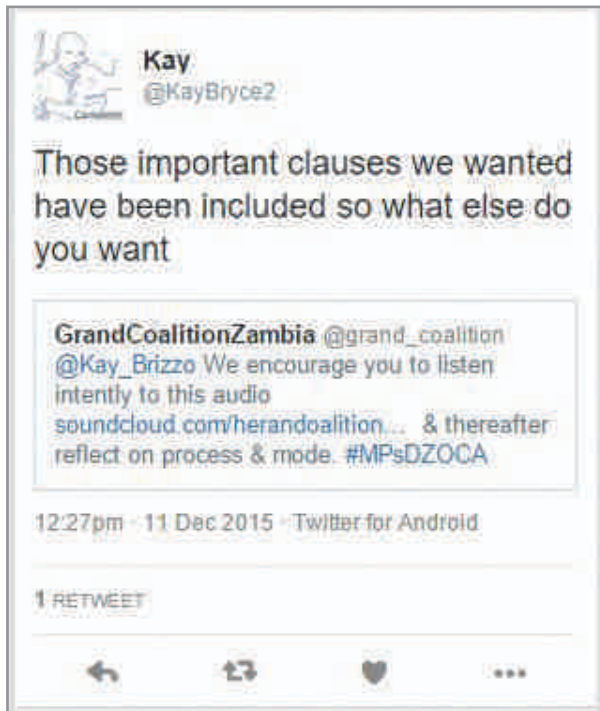 Kay
@KayBryce2
Those important clauses we wanted
have been included so what else do
you want
GrandCoalitionZambia @grand_coalition
@Kay_Brizzo We encourage you to listen
intently to this audio
soundcloud.com/herandoalition... & thereafter
reflect on process & mode. #MPsDZOCA
12:27pm · 11 Dec 2015 · Twitter for Android
1 RETWEET